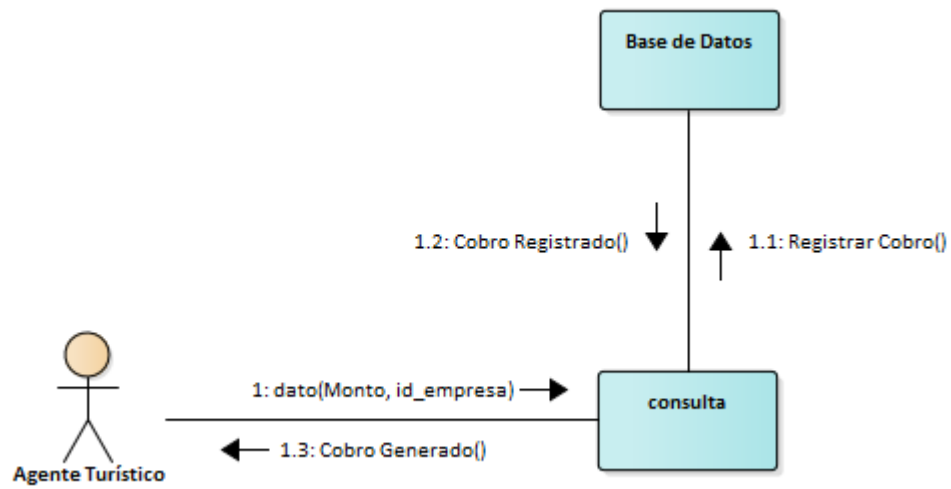 Base de Datos
1.2: Cobro Registrado()
1.1: Registrar Cobro()
1: dato(Monto, id_empresa)
consulta
1.3: Cobro Generado()
Agente Turístico